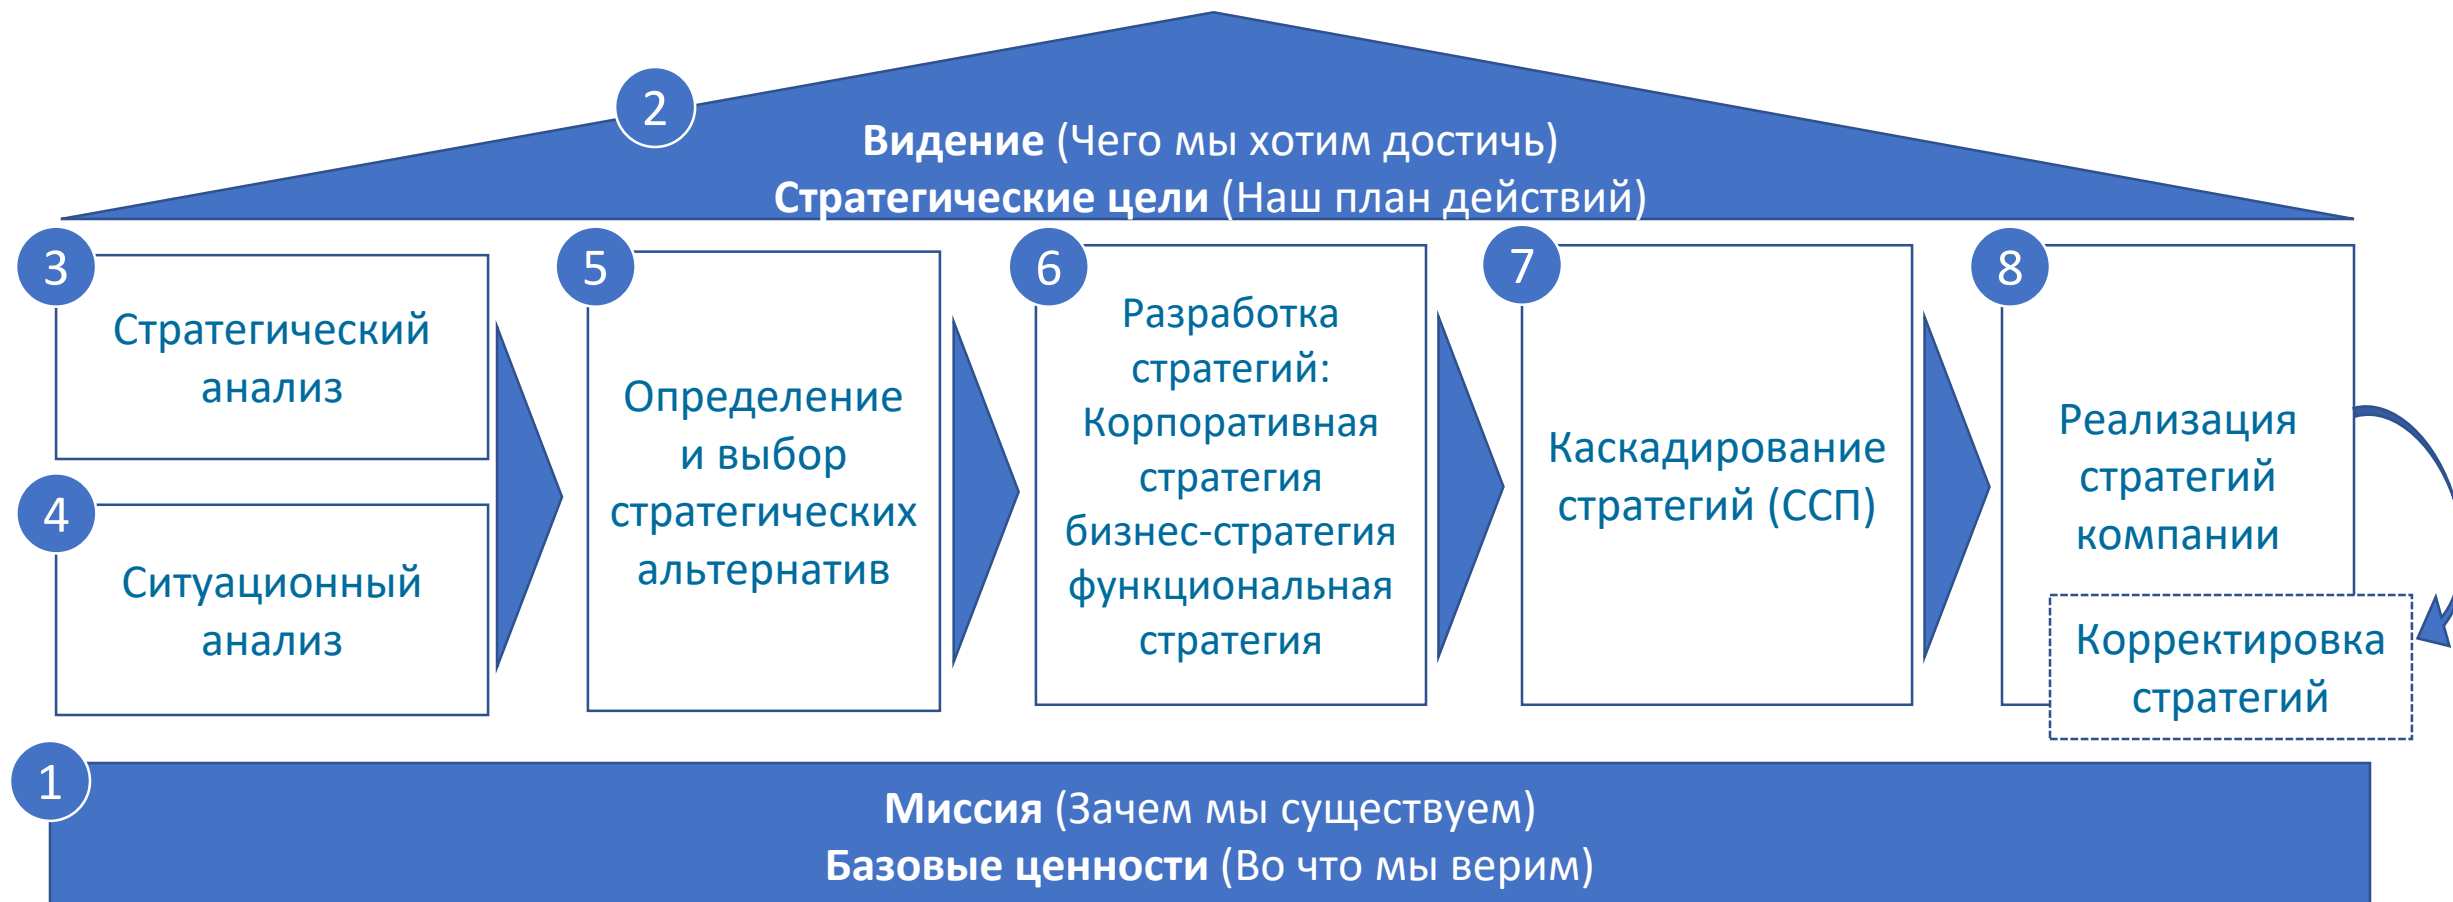 2
Видение (Чего мы хотим достичь)
Стратегические цели (Наш план действий)
3
Стратегический
анализ
4
Ситуационный
анализ
5
Определение
и выбор
стратегических
альтернатив
6
Разработка
стратегий:
Корпоративная
стратегия
бизнес-стратегия
функциональная
стратегия
7
Каскадирование
стратегий (ССП)
8
Реализация
стратегий
компании
Корректировка
стратегий
1
Миссия (Зачем мы существуем)
Базовые ценности (Во что мы верим)